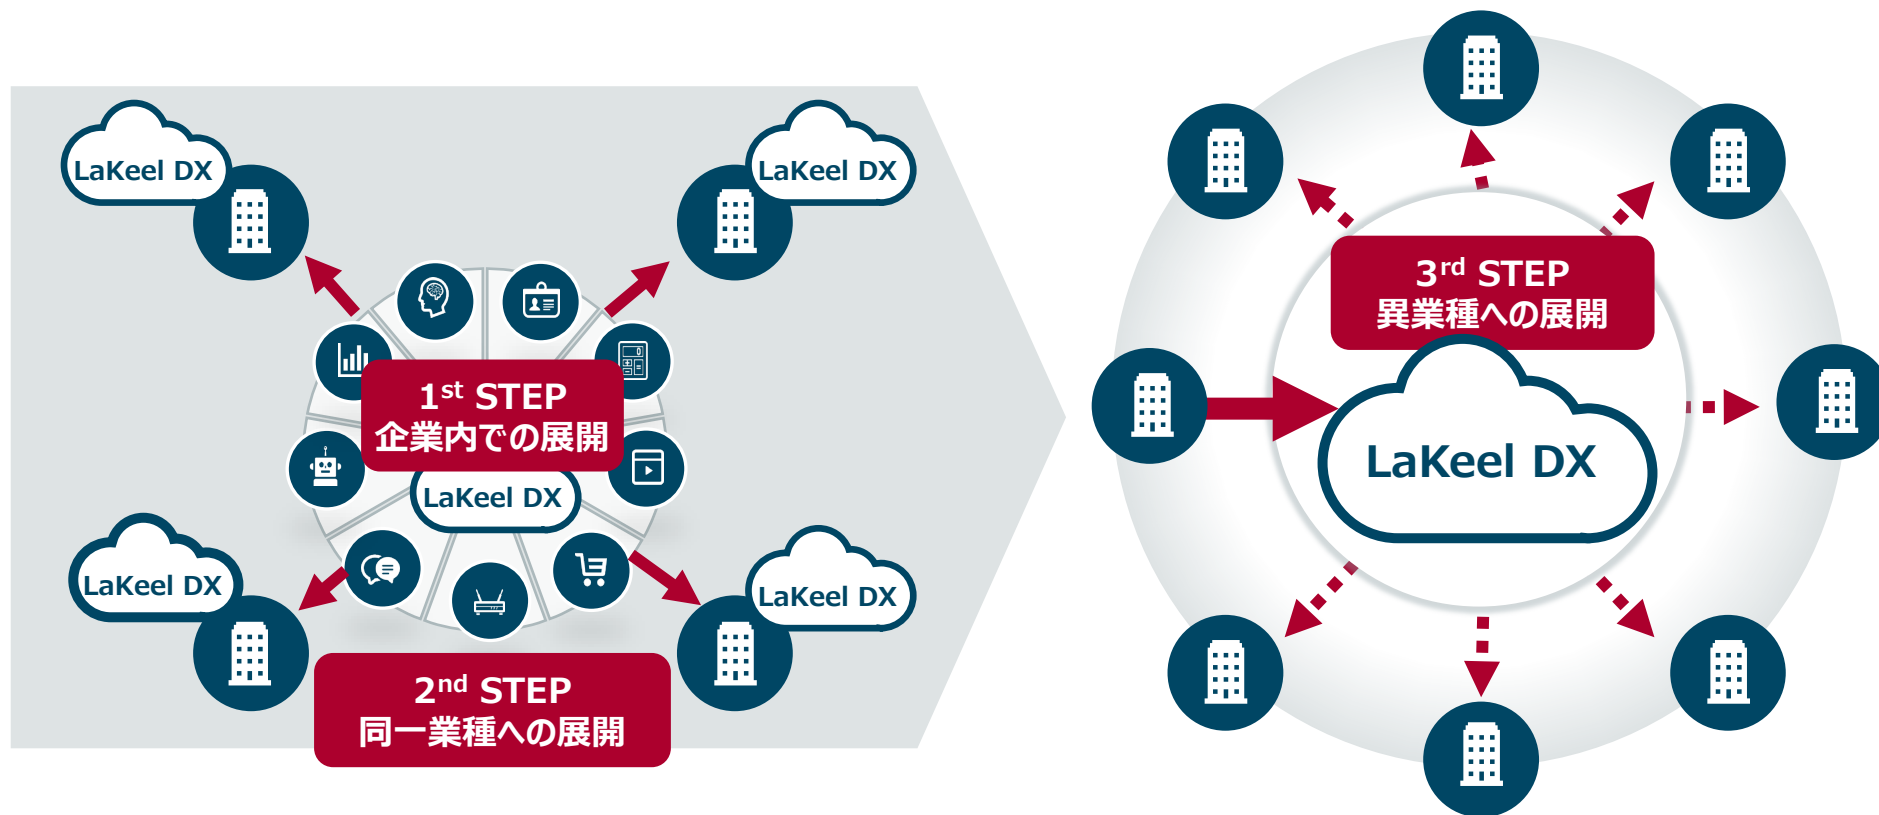 LaKeel DX
LaKeel DX
1st STEP
企業内での展開
LaKeel DX
LaKeel DX
LaKeel DX
2nd STEP
同一業種への展開
3rd STEP
異業種への展開
LaKeel DX